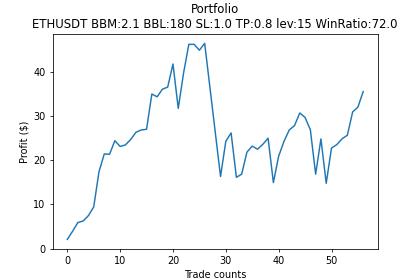 Portfolio
ETHUSDT BBM:2.1 BBL:180 SL:1.0 TP:0.8 lev:15 WinRatio:72.0
40
30
20
10
0
Profit ($)
0 10 20 30 40 50
Trade counts